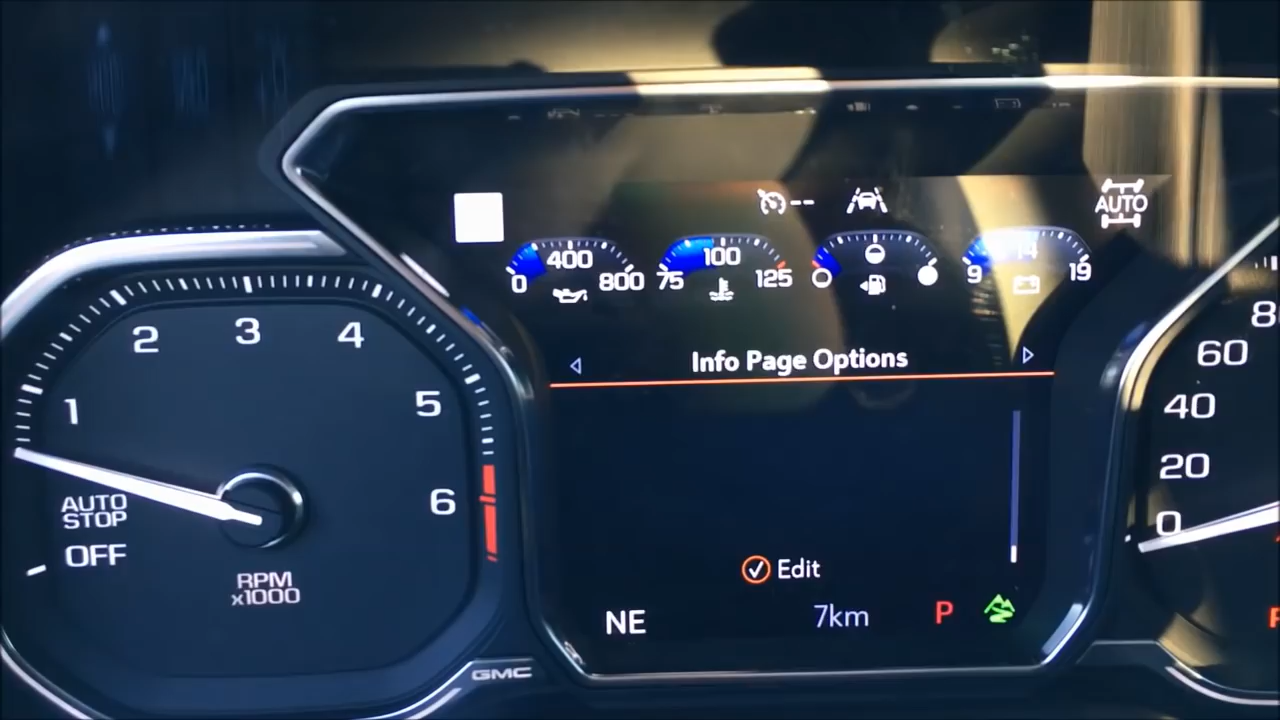 AUTO
400
0 800
75 100 125
9 14 19
Info Page Options
Edit
NE 7km P
1 2 3 4 5 6
AUTO
STOP
OFF
RPM
x1000
GMC
60
40
20
0